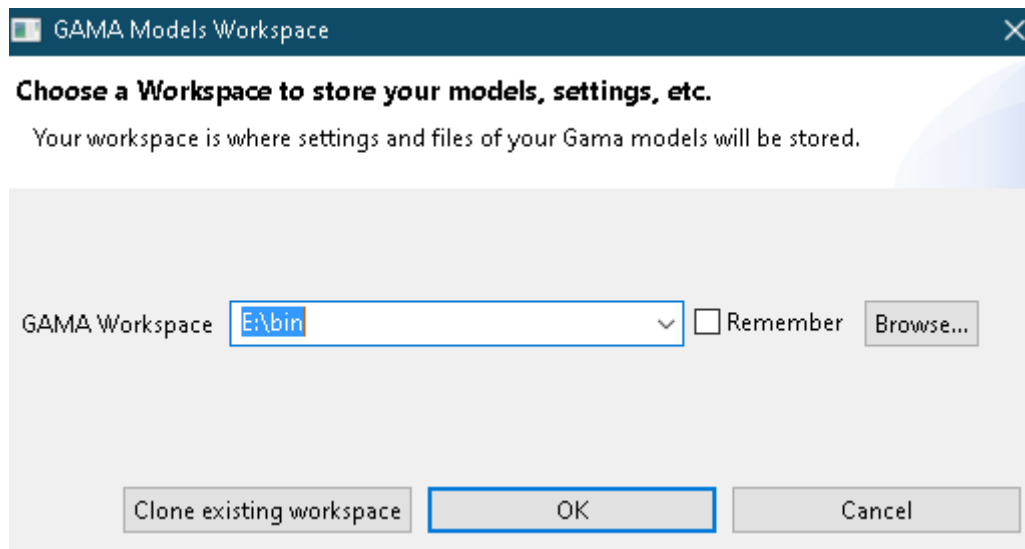 GAMA Models Workspace
Choose a Workspace to store your models, settings, etc.
Your workspace is where settings and files of your Gama models will be stored.
GAMA Workspace E:\bin Remember Browse...
Clone existing workspace OK Cancel